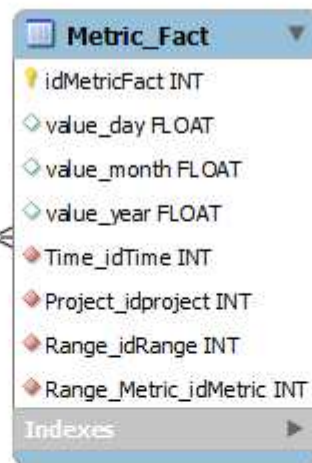 Metric_Fact
idMetricFact INT
value_day FLOAT
value_month FLOAT
value_year FLOAT
Time_idTime INT
Project_idproject INT
Range_idRange INT
Range_Metric_idMetric INT
Indexes